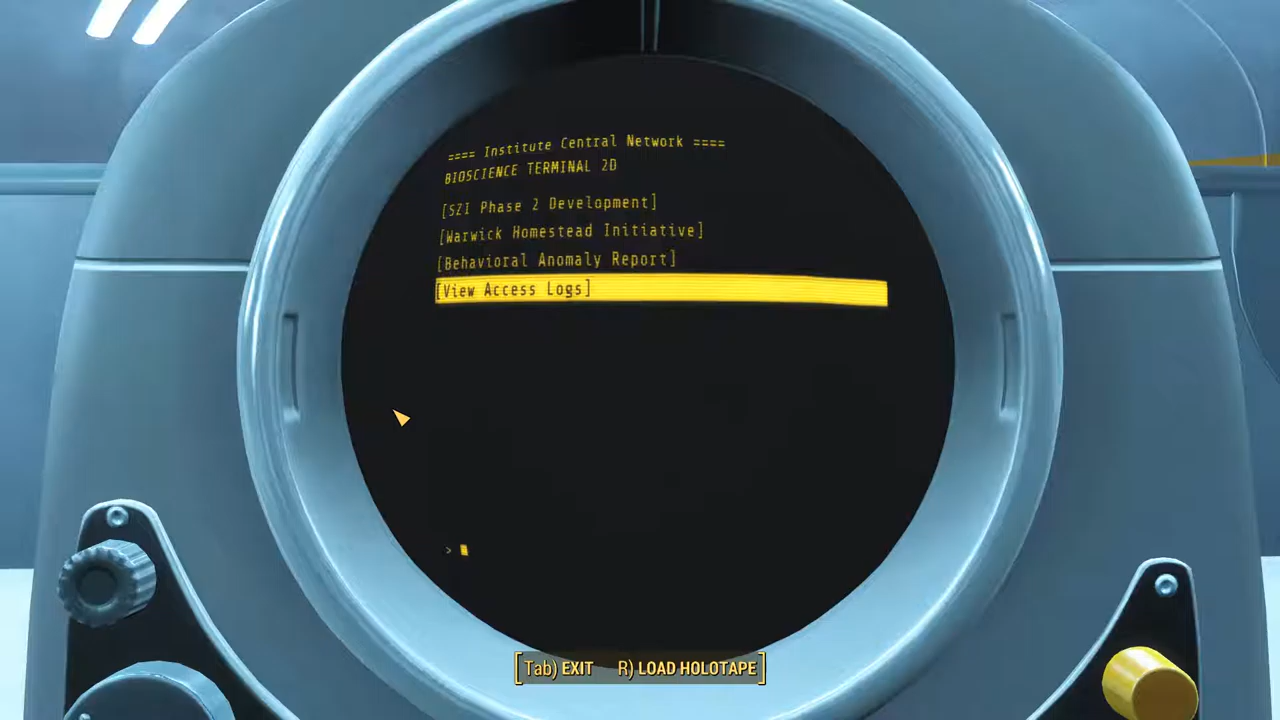 ==== Institute Central Network ====
BIOSCIENCE TERMINAL 2D
[SZI Phase 2 Development]
[Warwick Homestead Initiative]
[Behavioral Anomaly Report]
[View Access Logs]
>
[Tab) EXIT R) LOAD HOLOTAPE]